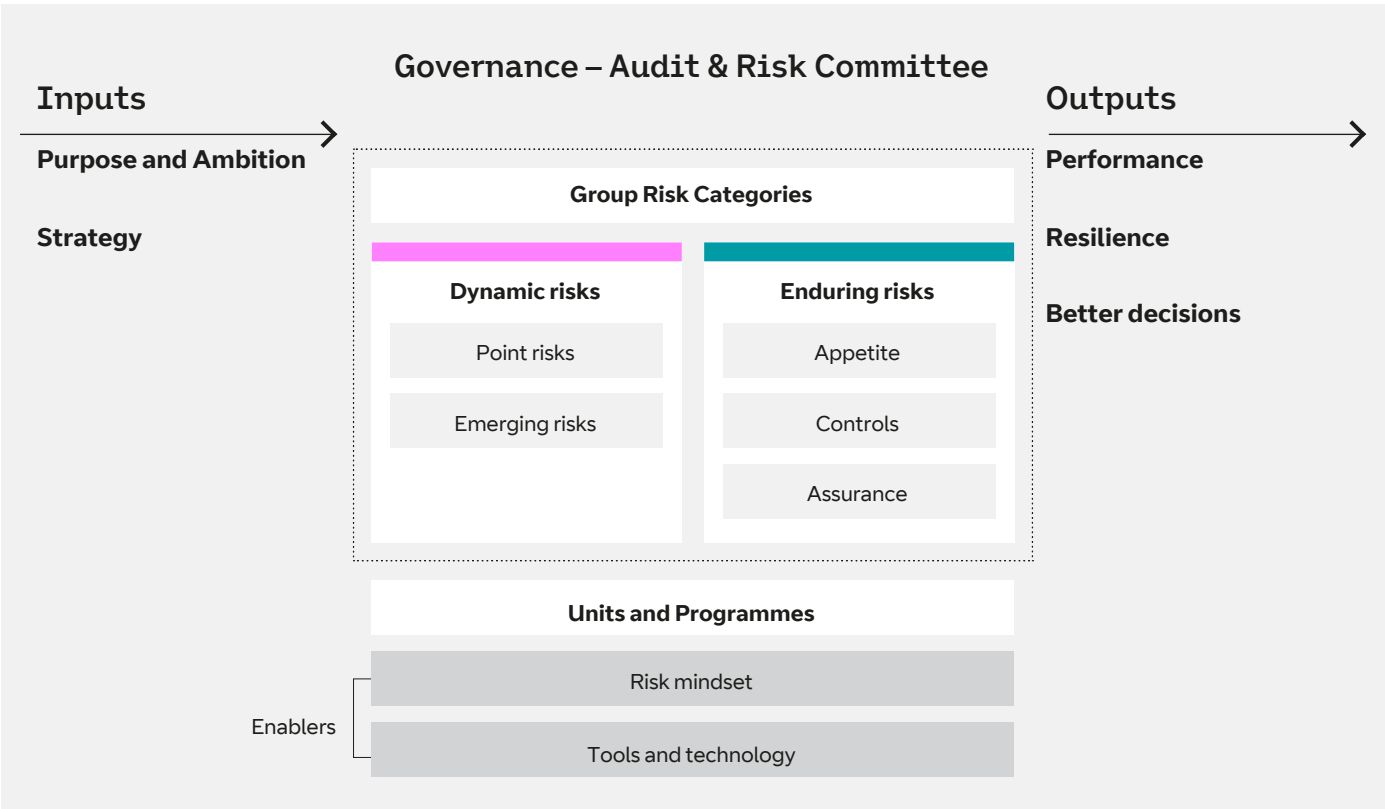 Governance – Audit & Risk Committee
Inputs
Purpose and Ambition
Strategy
Group Risk Categories
Dynamic risks
Point risks
Emerging risks
Enduring risks
Appetite
Controls
Assurance
Units and Programmes
Enablers
Risk mindset
Tools and technology
Outputs
Performance
Resilience
Better decisions